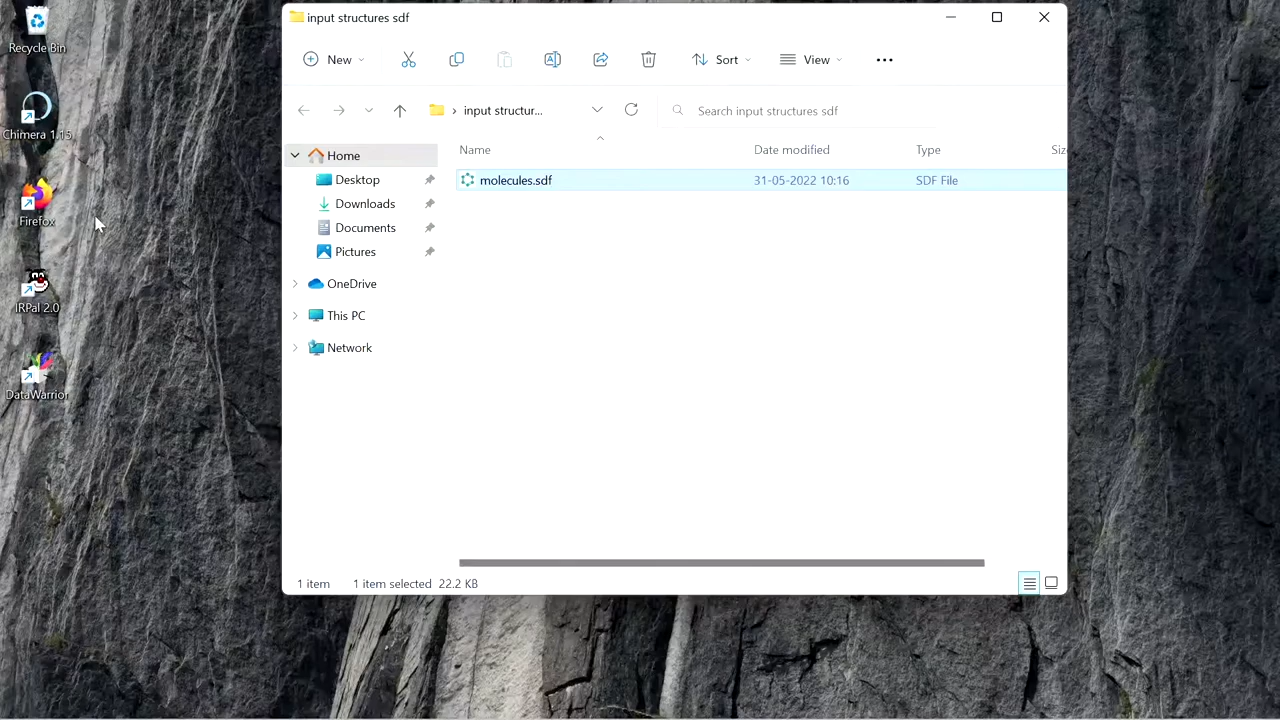 Recycle Bin
Chimera 1.15
Firefox
IRPal 2.0
DataWarrior
input structures sdf
New
Sort
View
input structur...
Search input structures sdf
Name Date modified Type Siz
Home
Desktop
Downloads
Documents
Pictures
OneDrive
This PC
Network
molecules.sdf 31-05-2022 10:16 SDF File
1 item 1 item selected 22.2 KB